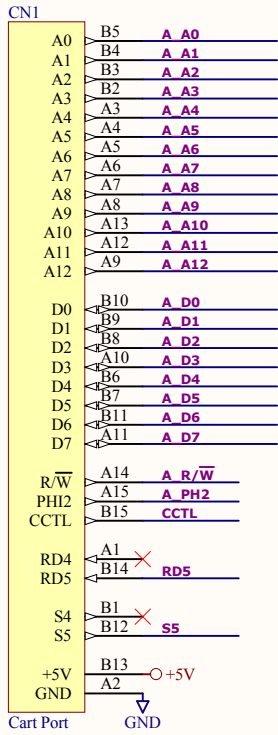 CN1
A0 B5 A_A0
A1 B4 A_A1
A2 B3 A_A2
A3 B2 A_A3
A4 A3 A_A4
A5 A4 A_A5
A6 A5 A_A6
A7 A6 A_A7
A8 A7 A_A8
A9 A8 A_A9
A10 A13 A_A10
A11 A12 A_A11
A12 A9 A_A12
D0 B10 A_D0
D1 B9 A_D1
D2 B8 A_D2
D3 A10 A_D3
D4 B6 A_D4
D5 B7 A_D5
D6 B11 A_D6
D7 A11 A_D7
R/W̅ A14 A_R/W̅
PHI2 A15 A_PH2
CCTL B15 CCTL
RD4 A1
RD5 B14 RD5
S4 B1
S5 B12 S5
+5V B13 +5V
GND A2
Cart Port GND